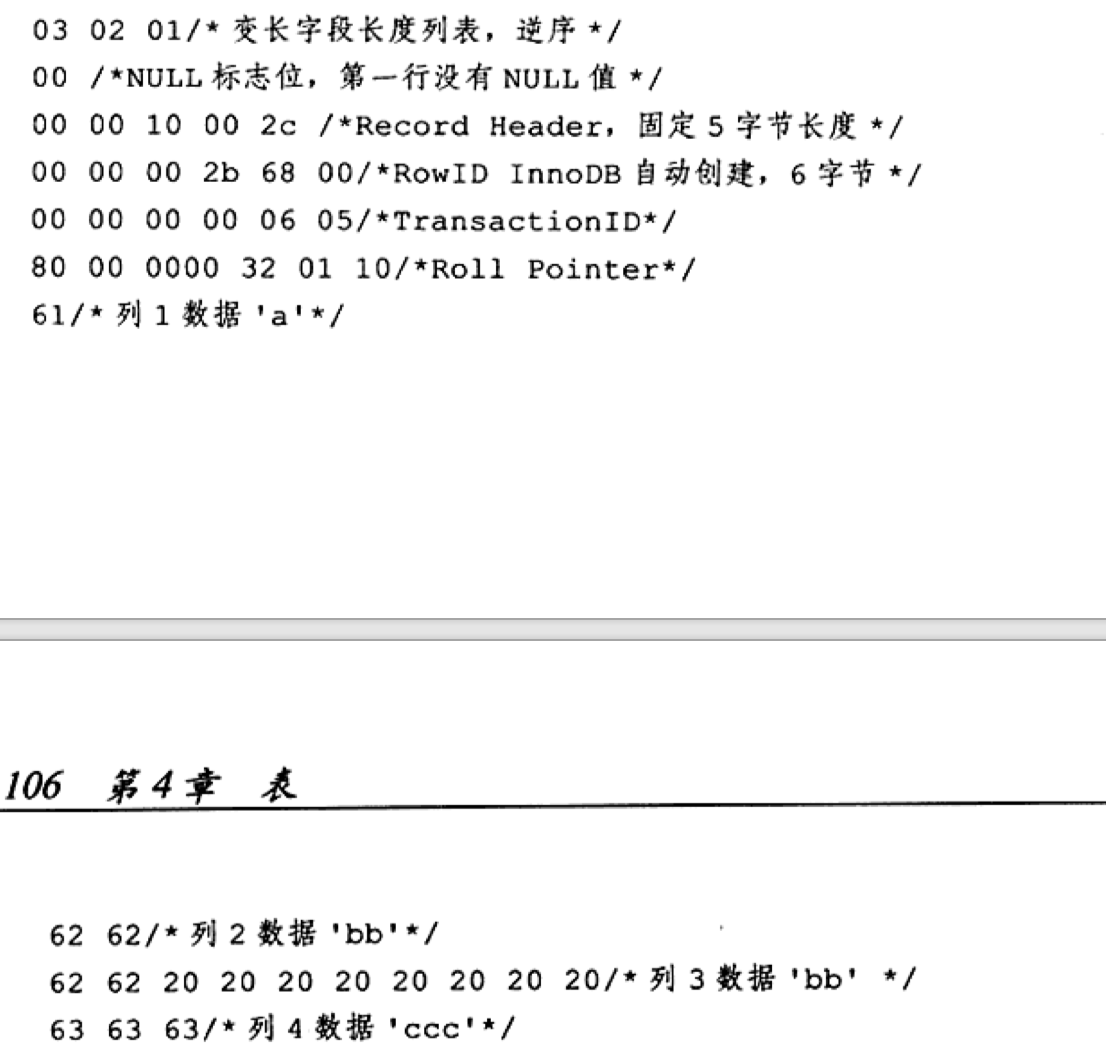 03 02 01/* 变长字段长度列表，逆序 */
00 /*NULL 标志位，第一行没有 NULL 值 */
00 00 10 00 2c /*Record Header，固定 5 字节长度 */
00 00 00 2b 68 00/*RowID InnoDB 自动创建，6 字节 */
00 00 00 00 06 05/*TransactionID*/
80 00 0000 32 01 10/*Roll Pointer*/
61/* 列 1 数据 'a'*/
106 第 4 章 表
62 62/* 列 2 数据 'bb'*/
62 62 20 20 20 20 20 20 20 20/* 列 3 数据 'bb' */
63 63 63/* 列 4 数据 'ccc'*/